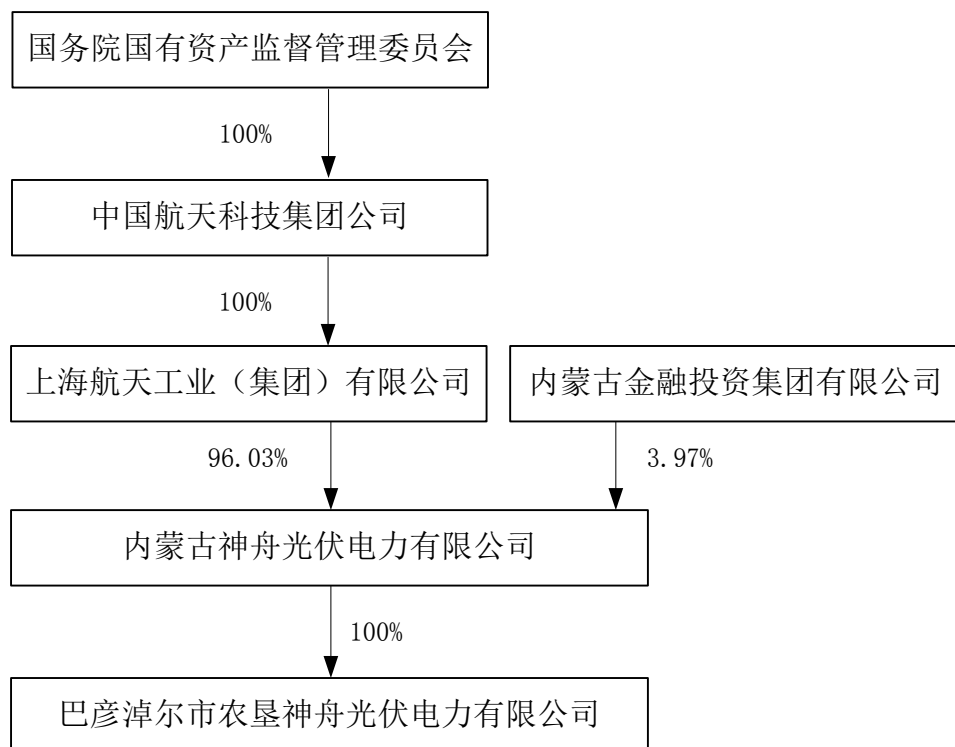 国务院国有资产监督管理委员会
100%
中国航天科技集团公司
100%
上海航天工业（集团）有限公司
内蒙古金融投资集团有限公司
96.03%
3.97%
内蒙古神舟光伏电力有限公司
100%
巴彦淖尔市农垦神舟光伏电力有限公司